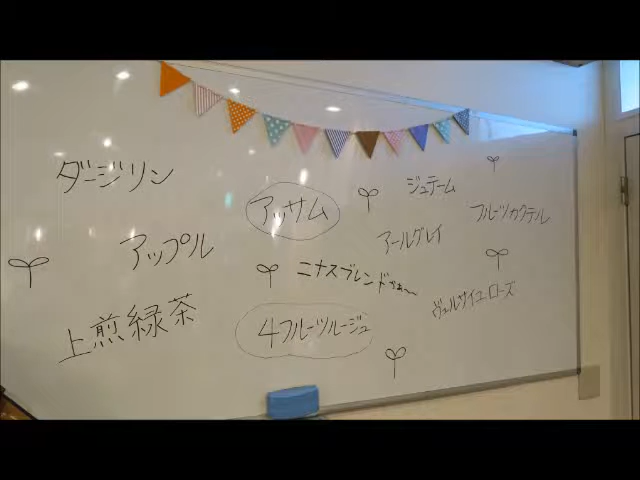 ダージリン
アップル
上煎緑茶
アッサム
ニナスブレンド
4フルーツルージュ
ジュテーム
アールグレイ
フルーツカクテル
ヴェルサイユローズ